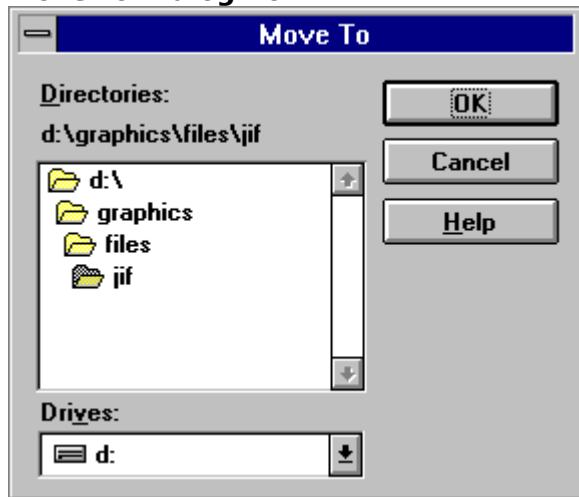 Move To
Directories:
OK
d:\graphics\files\jif
Cancel
d:\
graphics
Help
files
jif
Drives:
d: